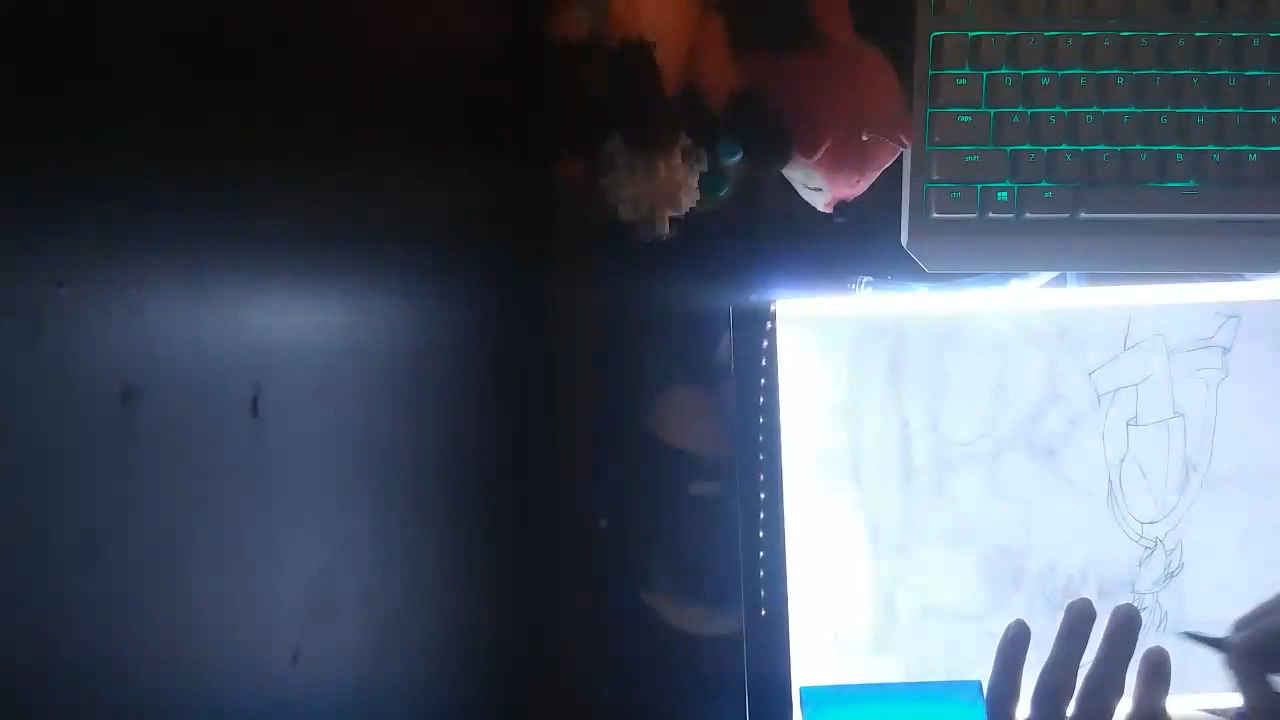 1 2 3 4 5 6 7 8
tab Q W E R T Y U I
caps A S D F G H J K
shift Z X C V B N M
ctrl alt